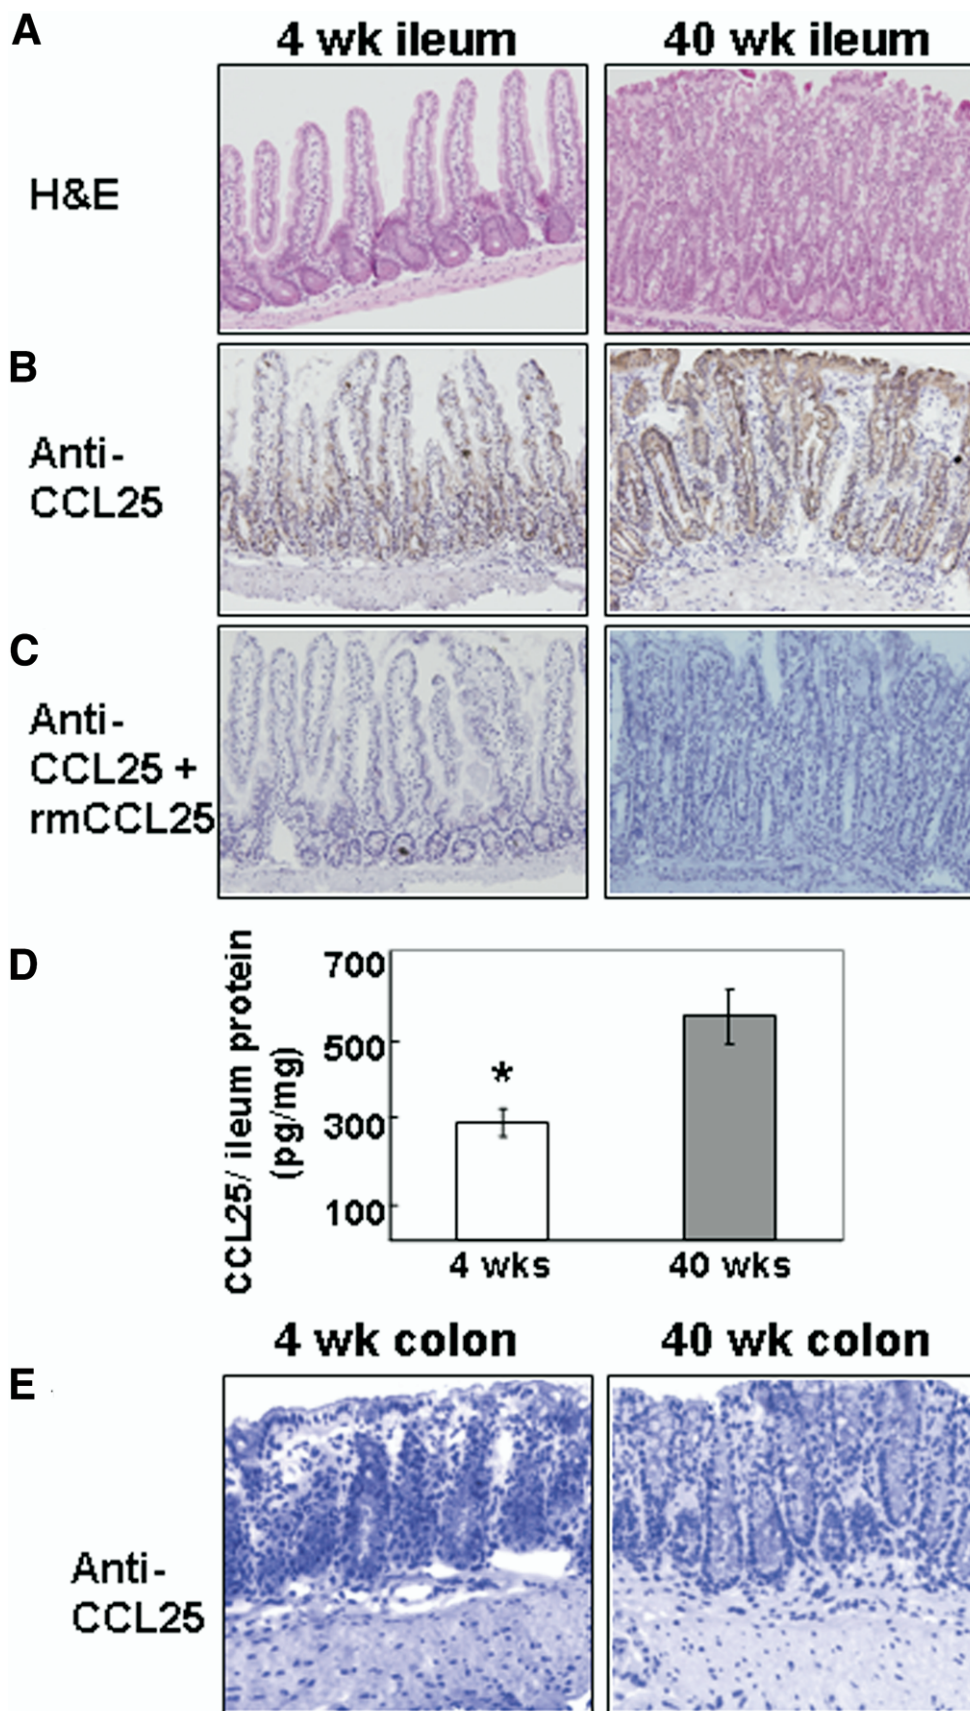 A
4 wk ileum
40 wk ileum
H&E
B
Anti-
CCL25
C
Anti-
CCL25 +
rmCCL25
D
CCL25/ ileum protein
(pg/mg)
700
500
300
100
*
4 wks
40 wks
4 wk colon
40 wk colon
E
Anti-
CCL25